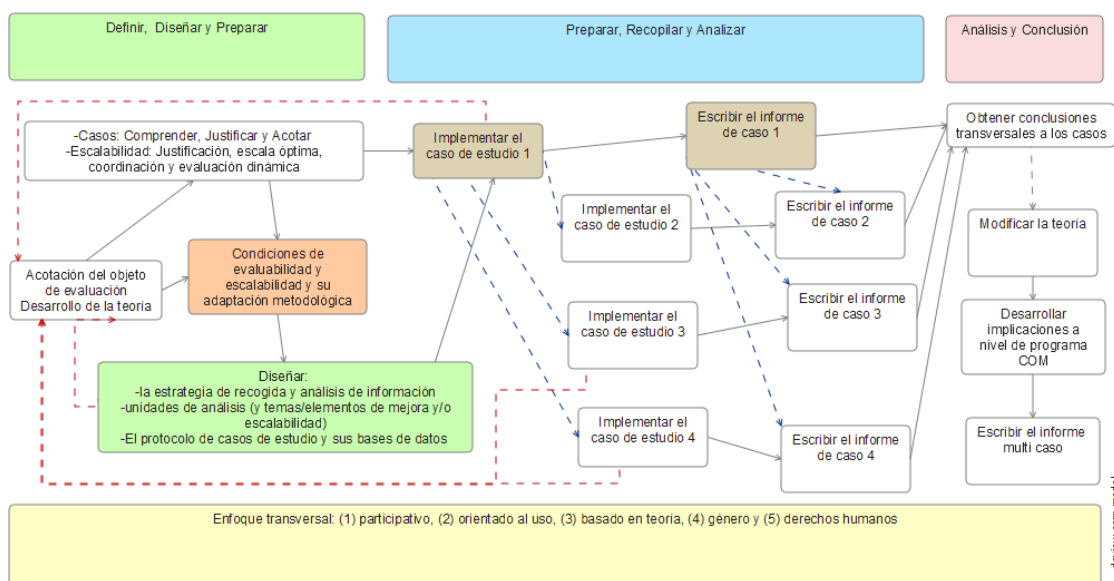 Definir, Diseñar y Preparar
Preparar, Recopilar y Analizar
Análisis y Conclusión
-Casos: Comprender, Justificar y Acotar
-Escalabilidad: Justificación, escala óptima,
coordinación y evaluación dinámica
Implementar el
caso de estudio 1
Escribir el informe
de caso 1
Obtener conclusiones
transversales a los casos
Implementar el
caso de estudio 2
Escribir el informe
de caso 2
Modificar la teoría
Acotación del objeto
de evaluación
Desarrollo de la teoría
Condiciones de
evaluabilidad y
escalabilidad y su
adaptación metodológica
Implementar el
caso de estudio 3
Escribir el informe
de caso 3
Desarrollar
implicaciones a
nivel de programa
COM
Diseñar:
-la estrategia de recogida y análisis de información
-unidades de análisis (y temas/elementos de mejora y/o
escalabilidad)
-El protocolo de casos de estudio y sus bases de datos
Implementar el
caso de estudio 4
Escribir el informe
de caso 4
Escribir el informe
multi caso
Enfoque transversal: (1) participativo, (2) orientado al uso, (3) basado en teoría, (4) género y (5) derechos humanos